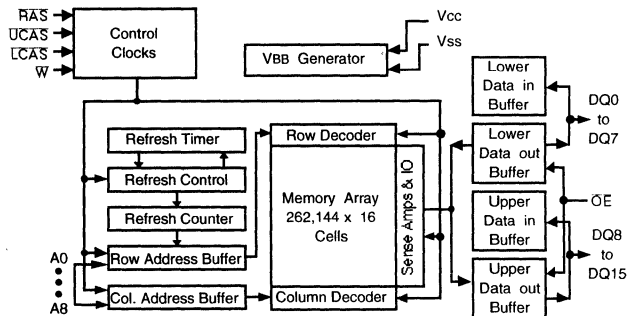 RAS
UCAS
LCAS
W
Control
Clocks
Vcc
Vss
VBB Generator
Lower
Data in
Buffer
DQ0
to
DQ7
Lower
Data out
Buffer
Refresh Timer
Refresh Control
Refresh Counter
Row Address Buffer
Col. Address Buffer
A0
A8
Row Decoder
Memory Array
262,144 x 16
Cells
Sense Amps & IO
Column Decoder
OE
Upper
Data in
Buffer
DQ8
to
DQ15
Upper
Data out
Buffer